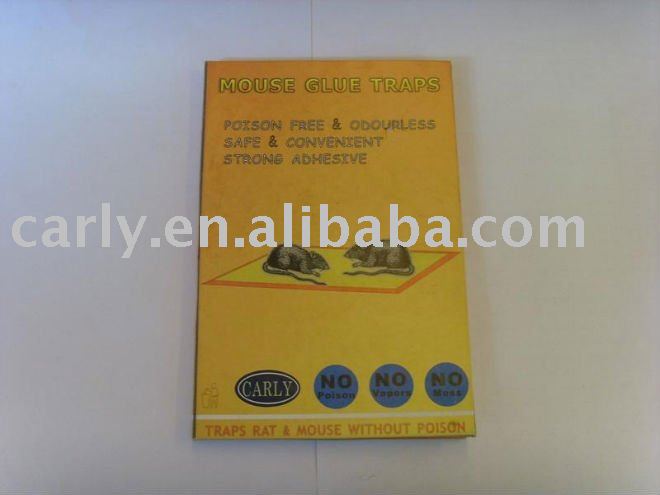 MOUSE GLUE TRAPS
POISON FREE & ODOURLESS
SAFE & CONVENIENT
STRONG ADHESIVE
carly.en.alibaba.com
CARLY
NO Poison
NO Vapors
NO Mess
TRAPS RAT & MOUSE WITHOUT POISON